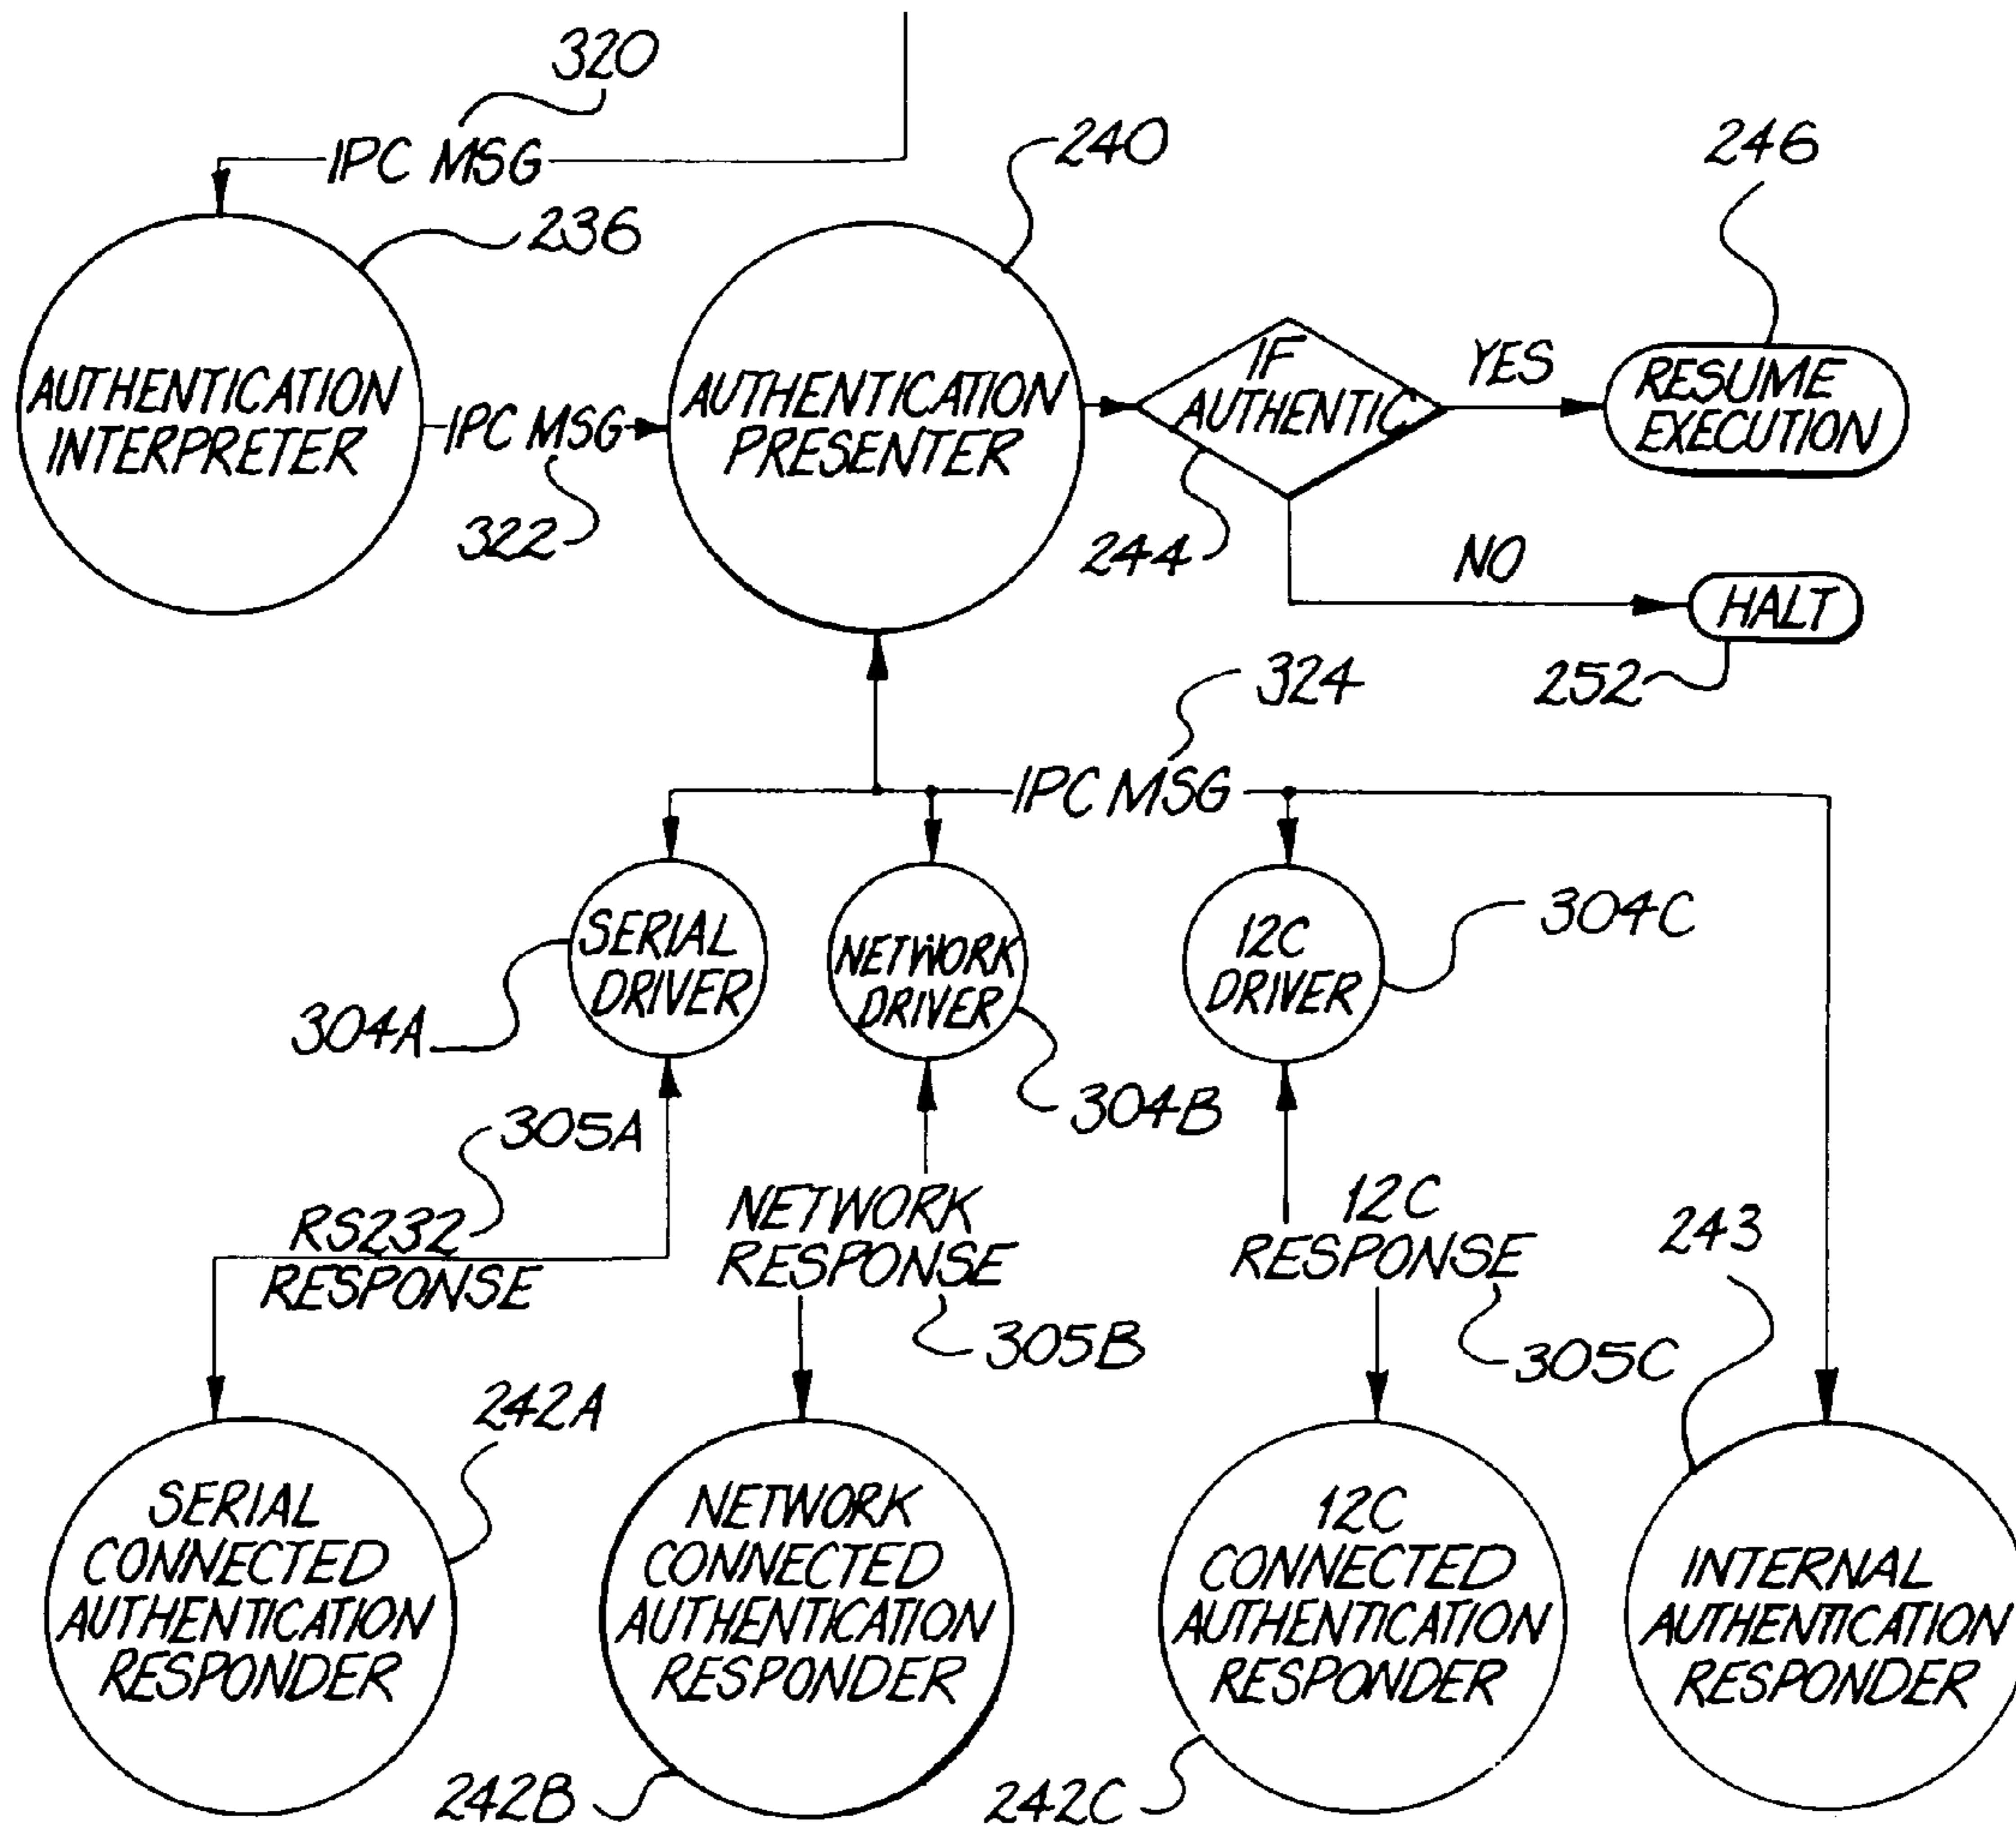 320
IPC MSG
240
246
236
AUTHENTICATION
INTERPRETER
IPC MSG
322
AUTHENTICATION
PRESENTER
IF
AUTHENTIC
244
YES
RESUME
EXECUTION
NO
HALT
252
324
IPC MSG
SERIAL
DRIVER
304A
NETWORK
DRIVER
304B
12C
DRIVER
304C
305A
RS232
RESPONSE
NETWORK
RESPONSE
305B
12C
RESPONSE
305C
243
242A
SERIAL
CONNECTED
AUTHENTICATION
RESPONDER
NETWORK
CONNECTED
AUTHENTICATION
RESPONDER
242B
12C
CONNECTED
AUTHENTICATION
RESPONDER
242C
INTERNAL
AUTHENTICATION
RESPONDER